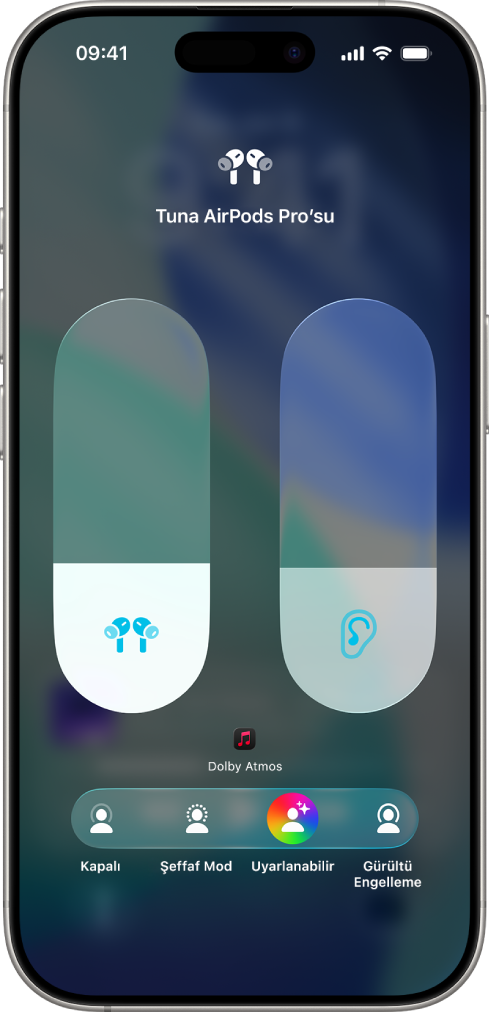 09:41
Tuna AirPods Pro’su
Dolby Atmos
Kapalı
Şeffaf Mod
Uyarlanabilir
Gürültü
Engelleme